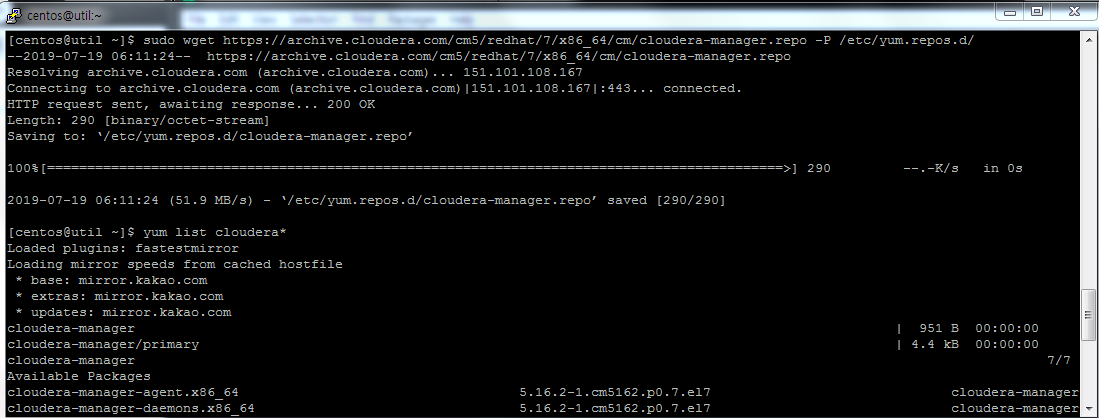 centos@util:~
File Edit View Selection Find Packages Help
[centos@util ~]$ sudo wget https://archive.cloudera.com/cm5/redhat/7/x86_64/cm/cloudera-manager.repo -P /etc/yum.repos.d/
--2019-07-19 06:11:24--  https://archive.cloudera.com/cm5/redhat/7/x86_64/cm/cloudera-manager.repo
Resolving archive.cloudera.com (archive.cloudera.com)... 151.101.108.167
Connecting to archive.cloudera.com (archive.cloudera.com)|151.101.108.167|:443... connected.
HTTP request sent, awaiting response... 200 OK
Length: 290 [binary/octet-stream]
Saving to: ‘/etc/yum.repos.d/cloudera-manager.repo’
100%[============================================================================================>] 290         --.-K/s   in 0s
2019-07-19 06:11:24 (51.9 MB/s) - ‘/etc/yum.repos.d/cloudera-manager.repo’ saved [290/290]
[centos@util ~]$ yum list cloudera*
Loaded plugins: fastestmirror
Loading mirror speeds from cached hostfile
 * base: mirror.kakao.com
 * extras: mirror.kakao.com
 * updates: mirror.kakao.com
cloudera-manager | 951 B 00:00:00
cloudera-manager/primary | 4.4 kB 00:00:00
cloudera-manager 7/7
Available Packages
cloudera-manager-agent.x86_64 5.16.2-1.cm5162.p0.7.el7 cloudera-manager
cloudera-manager-daemons.x86_64 5.16.2-1.cm5162.p0.7.el7 cloudera-manager